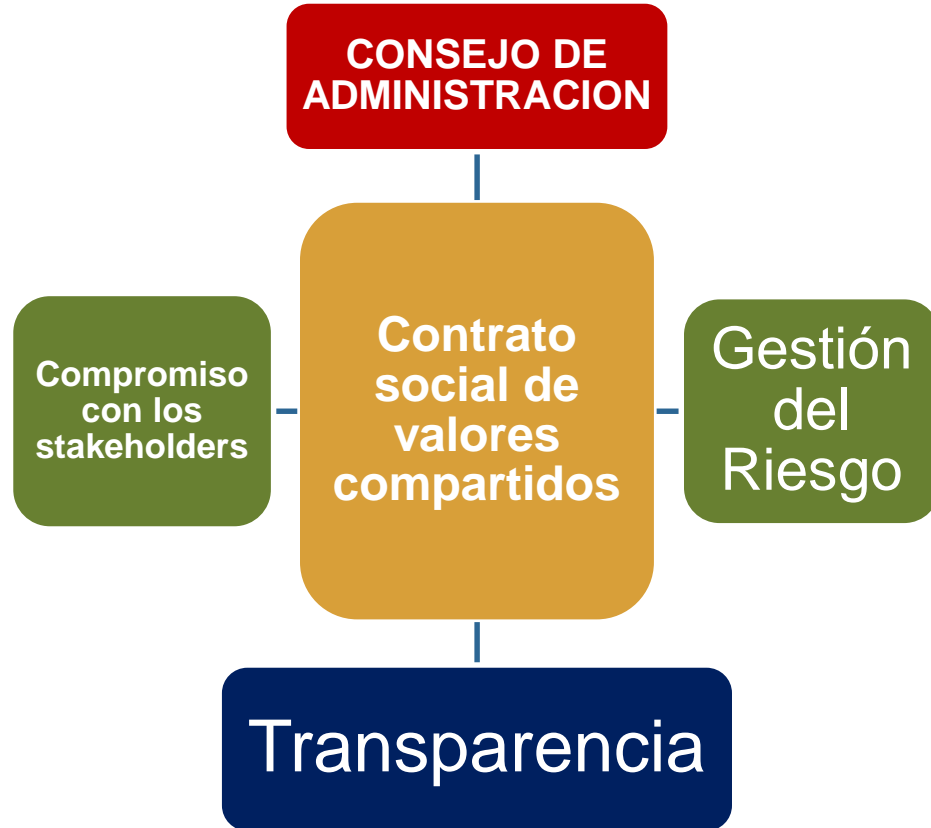 CONSEJO DE
ADMINISTRACION
Compromiso
con los
stakeholders
Contrato
social de
valores
compartidos
Gestión
del
Riesgo
Transparencia